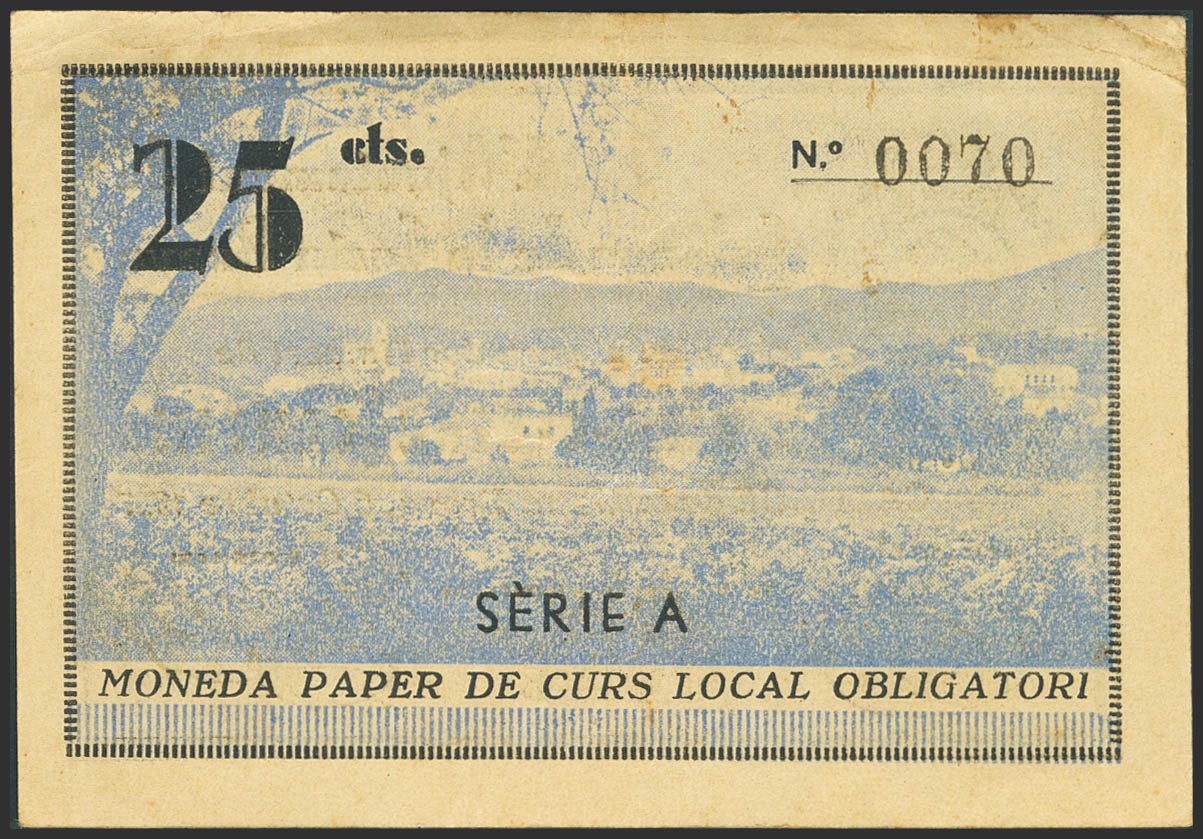 25 cts.
N.º 0070
SÈRIE A
MONEDA PAPER DE CURS LOCAL OBLIGATORI